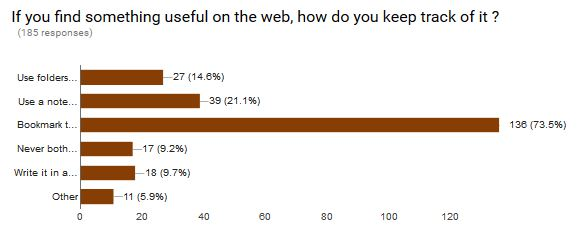 If you find something useful on the web, how do you keep track of it ?
(185 responses)
Use folders... 27 (14.6%)
Use a note... 39 (21.1%)
Bookmark t... 136 (73.5%)
Never both... 17 (9.2%)
Write it in a... 18 (9.7%)
Other 11 (5.9%)
0 20 40 60 80 100 120